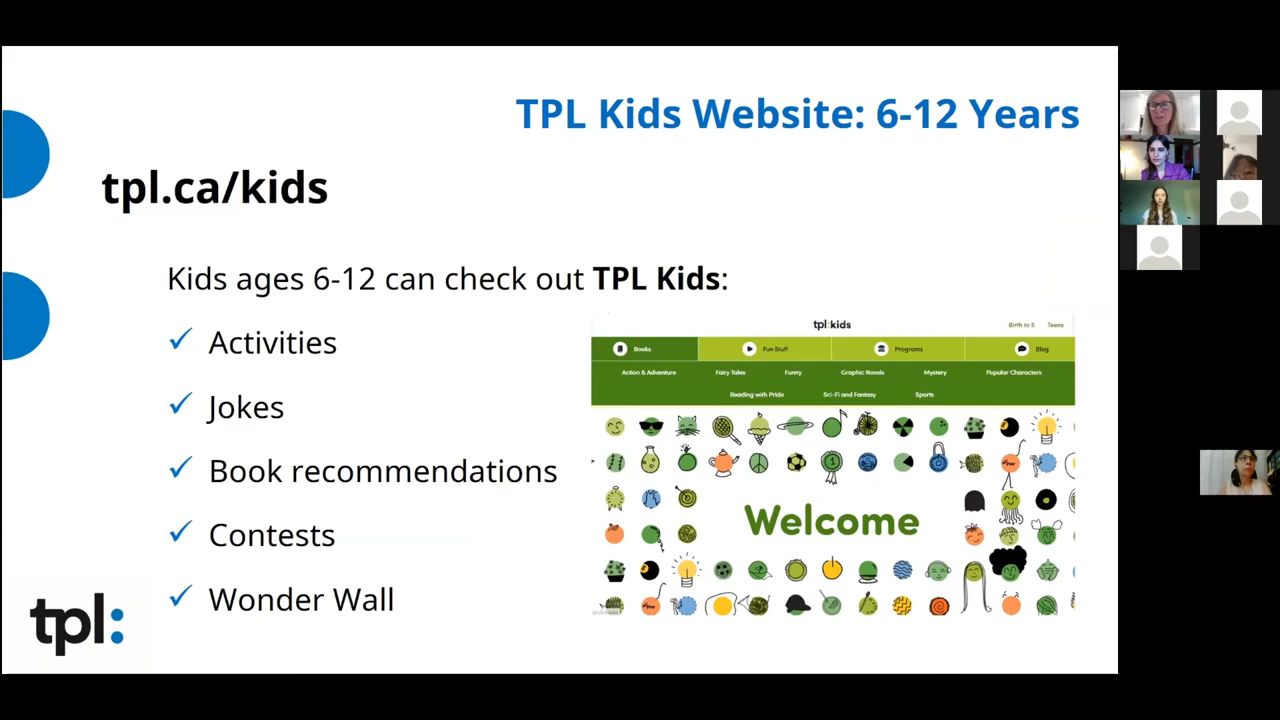 TPL Kids Website: 6-12 Years
tpl.ca/kids
Kids ages 6-12 can check out TPL Kids:
✓ Activities
✓ Jokes
✓ Book recommendations
✓ Contests
✓ Wonder Wall
tpl:kids
Birth to 5 Teens
Books Fun Stuff Programs Blog
Action & Adventure Fairy Tales Funny Graphic Novels Mystery Popular Characters
Reading with Pride Sci-Fi and Fantasy Sports
Welcome
tpl: